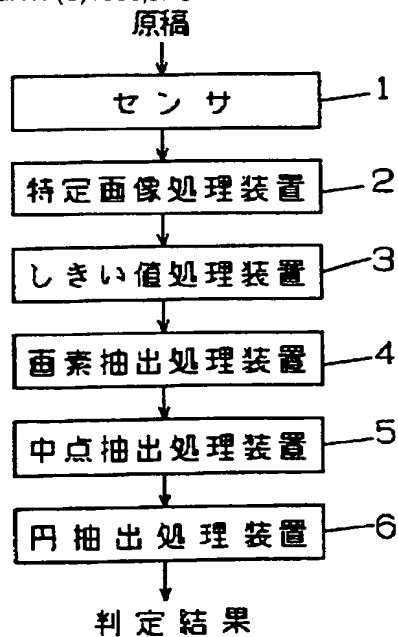 原稿
センサ 1
特定画像処理装置 2
しきい値処理装置 3
画素抽出処理装置 4
中点抽出処理装置 5
円抽出処理装置 6
判定結果